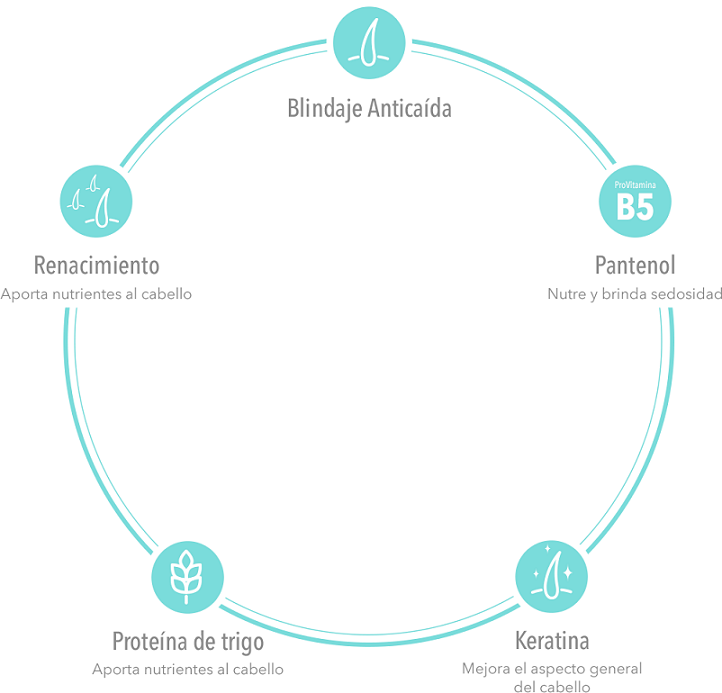 Blindaje Anticaída
ProVitamina
B5
Renacimiento
Aporta nutrientes al cabello
Pantenol
Nutre y brinda sedosidad
Proteína de trigo
Aporta nutrientes al cabello
Keratina
Mejora el aspecto general
del cabello